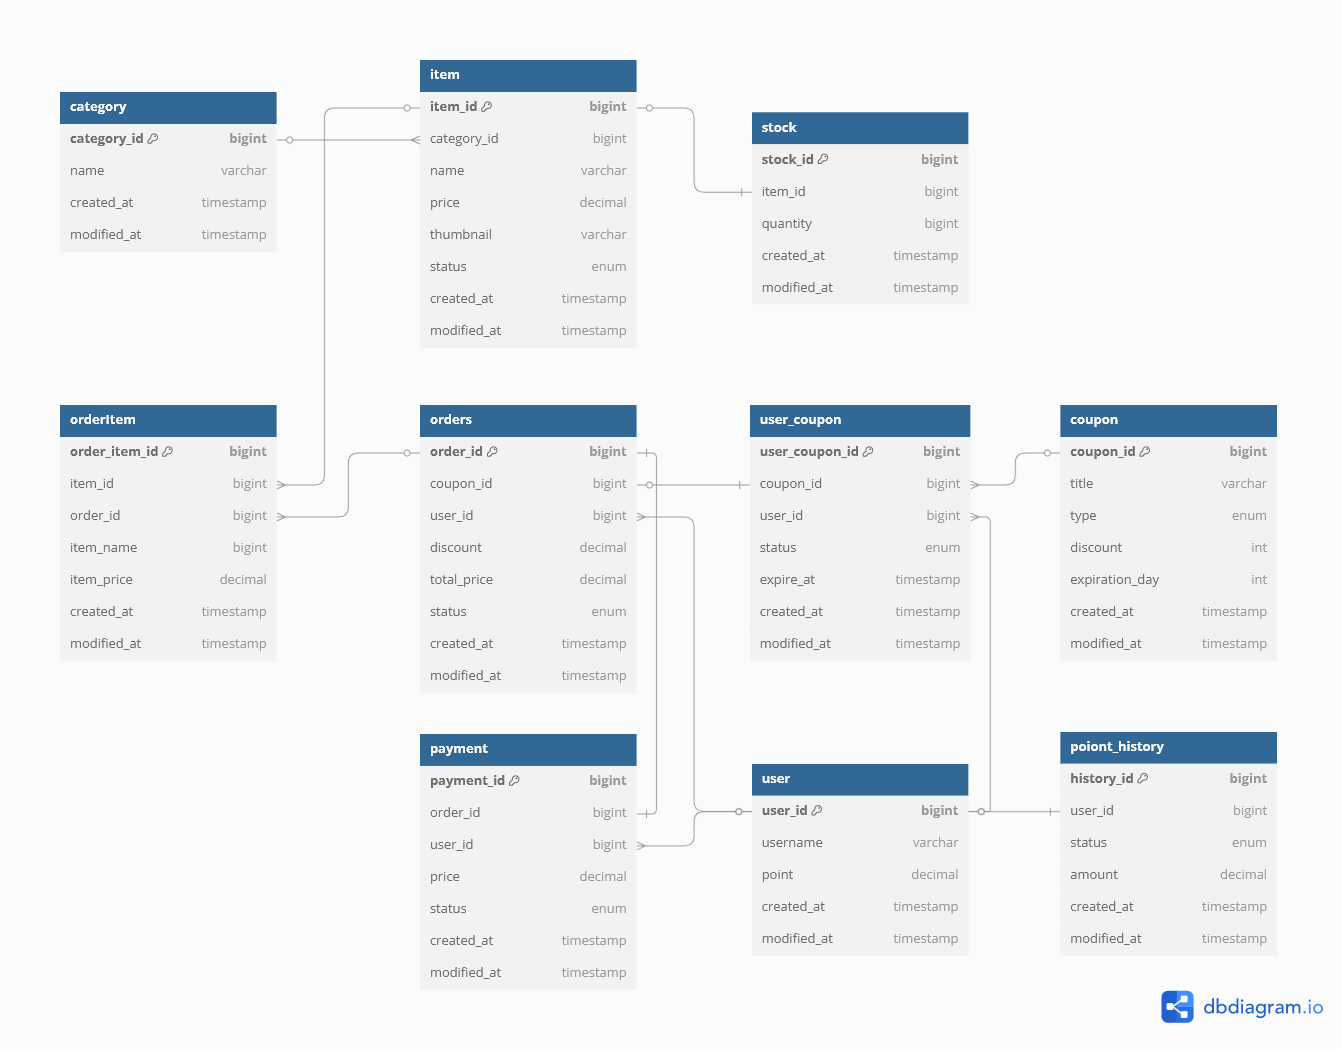 category
category_id bigint
name varchar
created_at timestamp
modified_at timestamp
item
item_id bigint
category_id bigint
name varchar
price decimal
thumbnail varchar
status enum
created_at timestamp
modified_at timestamp
stock
stock_id bigint
item_id bigint
quantity bigint
created_at timestamp
modified_at timestamp
orderItem
order_item_id bigint
item_id bigint
order_id bigint
item_name bigint
item_price decimal
created_at timestamp
modified_at timestamp
orders
order_id bigint
coupon_id bigint
user_id bigint
discount decimal
total_price decimal
status enum
created_at timestamp
modified_at timestamp
user_coupon
user_coupon_id bigint
coupon_id bigint
user_id bigint
status enum
expire_at timestamp
created_at timestamp
modified_at timestamp
coupon
coupon_id bigint
title varchar
type enum
discount int
expiration_day int
created_at timestamp
modified_at timestamp
payment
payment_id bigint
order_id bigint
user_id bigint
price decimal
status enum
created_at timestamp
modified_at timestamp
user
user_id bigint
username varchar
point decimal
created_at timestamp
modified_at timestamp
poiont_history
history_id bigint
user_id bigint
status enum
amount decimal
created_at timestamp
modified_at timestamp
dbdiagram.io